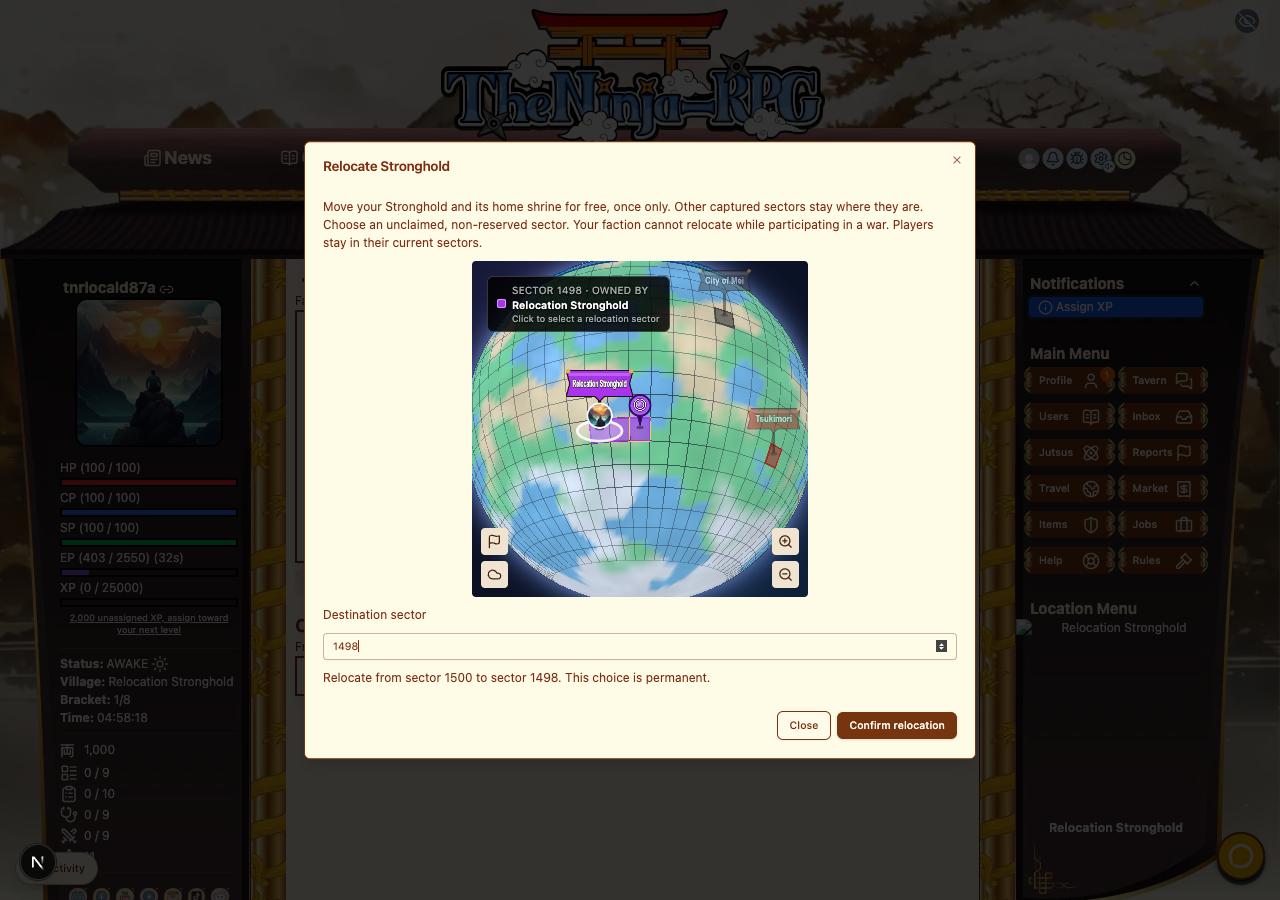 TheNinja-RPG
News
Relocate Stronghold
Move your Stronghold and its home shrine for free, once only. Other captured sectors stay where they are.
Choose an unclaimed, non-reserved sector. Your faction cannot relocate while participating in a war. Players
stay in their current sectors.
SECTOR 1498 · OWNED BY
Relocation Stronghold
Click to select a relocation sector
City of Mei
Relocation Stronghold
Tsukimori
Destination sector
1498
Relocate from sector 1500 to sector 1498. This choice is permanent.
Close
Confirm relocation
tnrlocald87a
HP (100 / 100)
CP (100 / 100)
SP (100 / 100)
EP (403 / 2550) (32s)
XP (0 / 25000)
2,000 unassigned XP, assign toward
your next level
Status: AWAKE
Village: Relocation Stronghold
Bracket: 1/8
Time: 04:58:18
両 1,000
0 / 9
0 / 10
0 / 9
0 / 9
N
ctivity
Notifications
Assign XP
Main Menu
Profile
1
Tavern
Users
Inbox
Jutsus
Reports
Travel
Market
Items
Jobs
Help
Rules
Location Menu
Relocation Stronghold
Relocation Stronghold